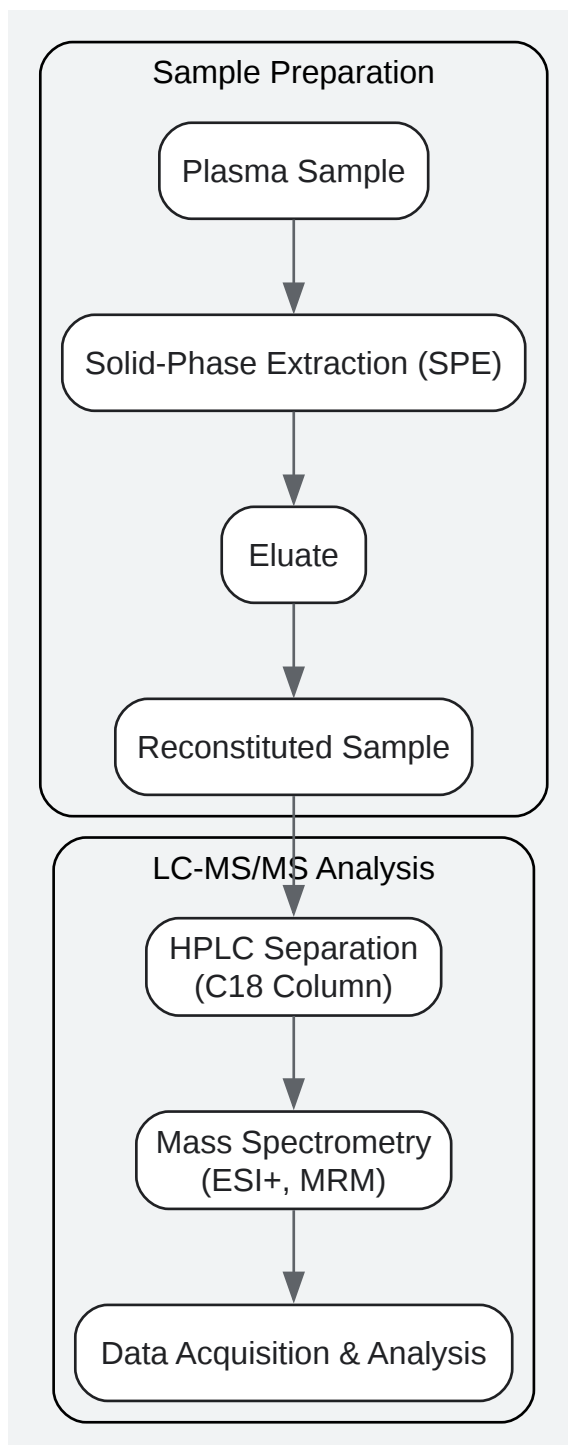 Sample Preparation
Plasma Sample
Solid-Phase Extraction (SPE)
Eluate
Reconstituted Sample
LC-MS/MS Analysis
HPLC Separation
(C18 Column)
Mass Spectrometry
(ESI+, MRM)
Data Acquisition & Analysis